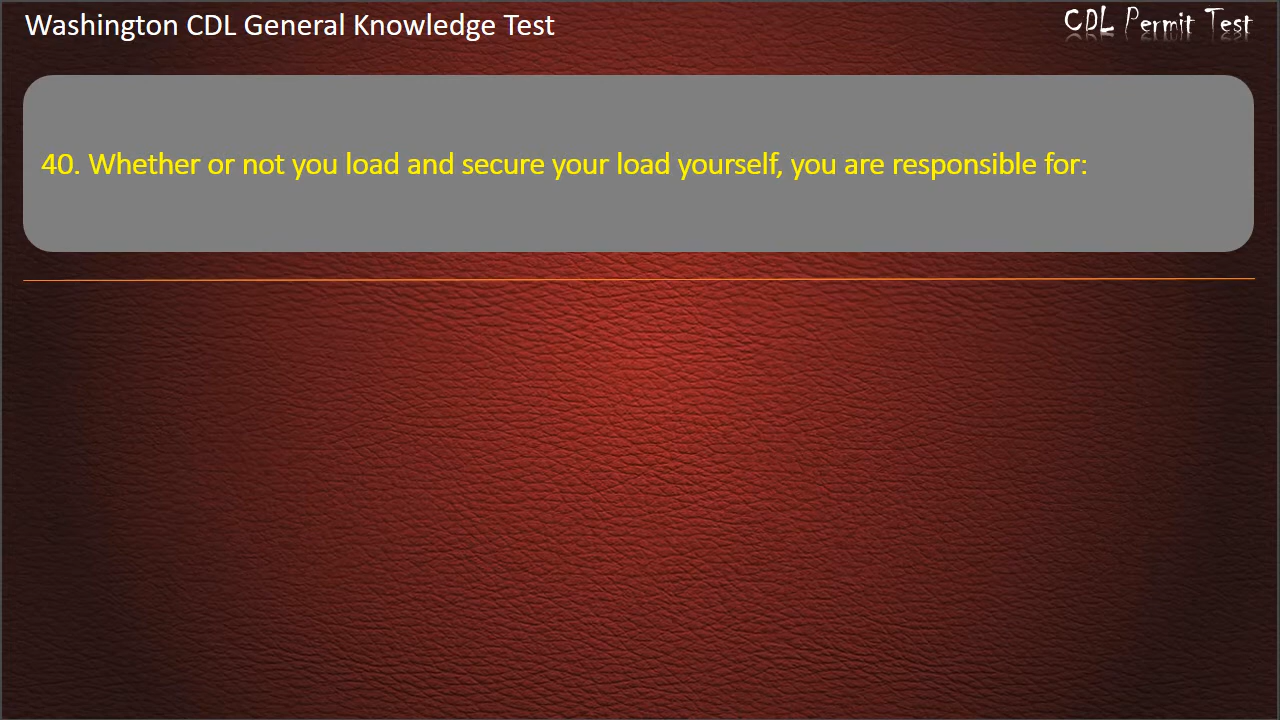 Washington CDL General Knowledge Test
CDL Permit Test
40. Whether or not you load and secure your load yourself, you are responsible for: